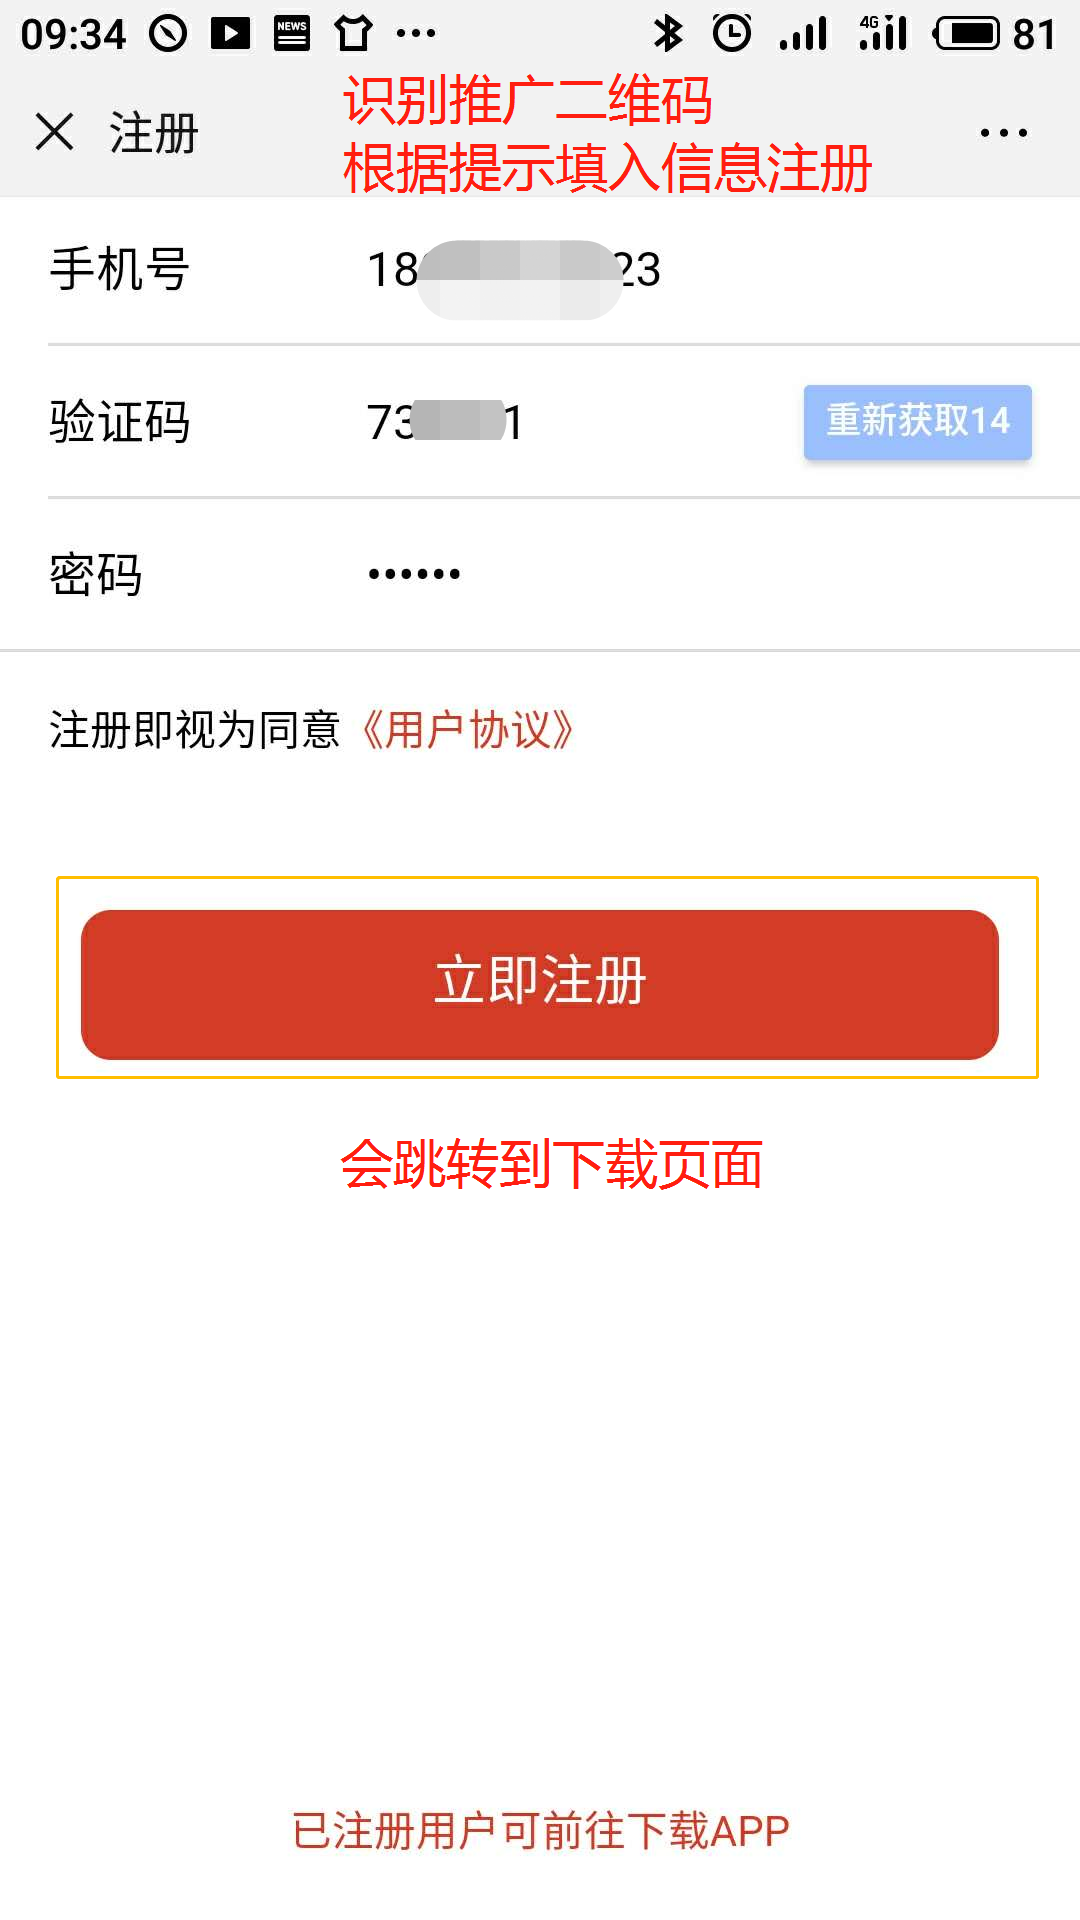 09:34
NEWS
4G
81
注册
识别推广二维码
根据提示填入信息注册
手机号 18 23
验证码 73 1 重新获取14
密码 ••••••
注册即视为同意《用户协议》
立即注册
会跳转到下载页面
已注册用户可前往下载APP